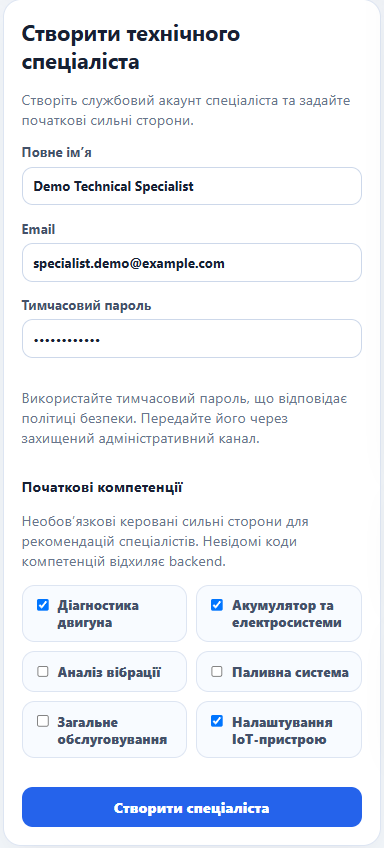 Створити технічного
спеціаліста
Створіть службовий акаунт спеціаліста та задайте
початкові сильні сторони.
Повне ім’я
Demo Technical Specialist
Email
specialist.demo@example.com
Тимчасовий пароль
••••••••••••
Використайте тимчасовий пароль, що відповідає
політиці безпеки. Передайте його через
захищений адміністративний канал.
Початкові компетенції
Необов’язкові керовані сильні сторони для
рекомендацій спеціалістів. Невідомі коди
компетенцій відхиляє backend.
Діагностика
двигуна
Акумулятор та
електросистеми
Аналіз вібрації
Паливна система
Загальне
обслуговування
Налаштування
IoT-пристрою
Створити спеціаліста